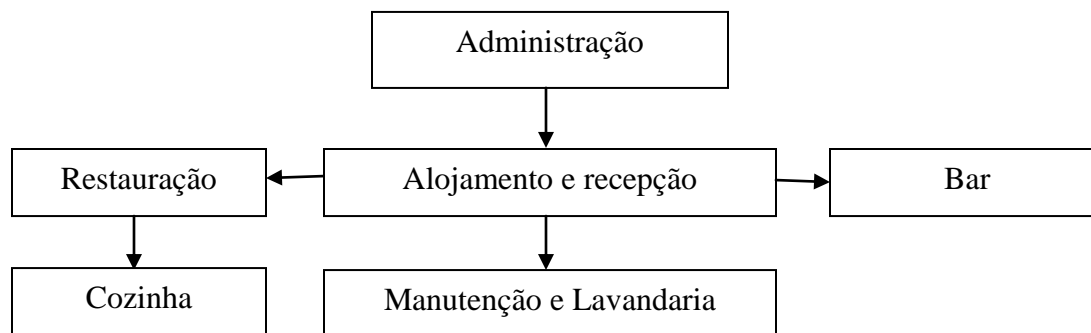 Administração
Restauração
Alojamento e recepção
Bar
Cozinha
Manutenção e Lavandaria